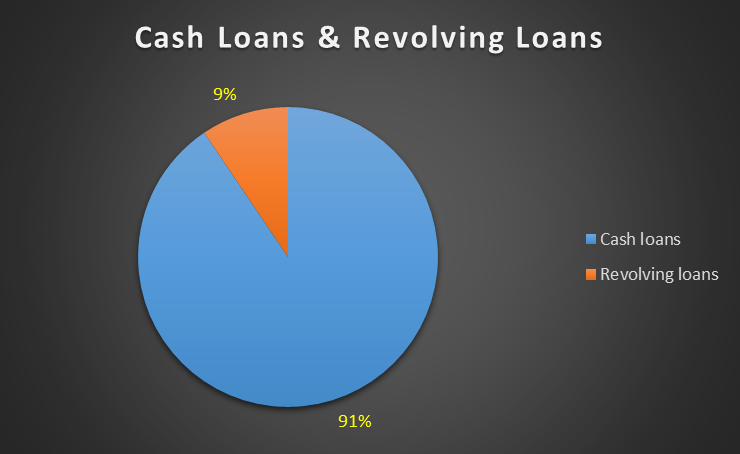 Cash Loans & Revolving Loans
9%
Cash loans
Revolving loans
91%